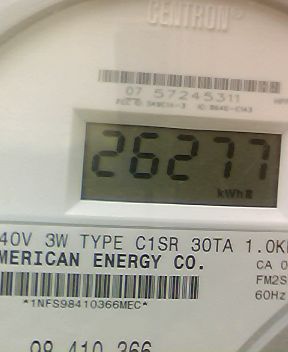 CENTRON®
07 57245311
26277
kWh
40V 3W TYPE C1SR 30TA 1.0K
MERICAN ENERGY CO.
CA 0
FM2S
60Hz
*1NFS98410366MEC*
98 410 366